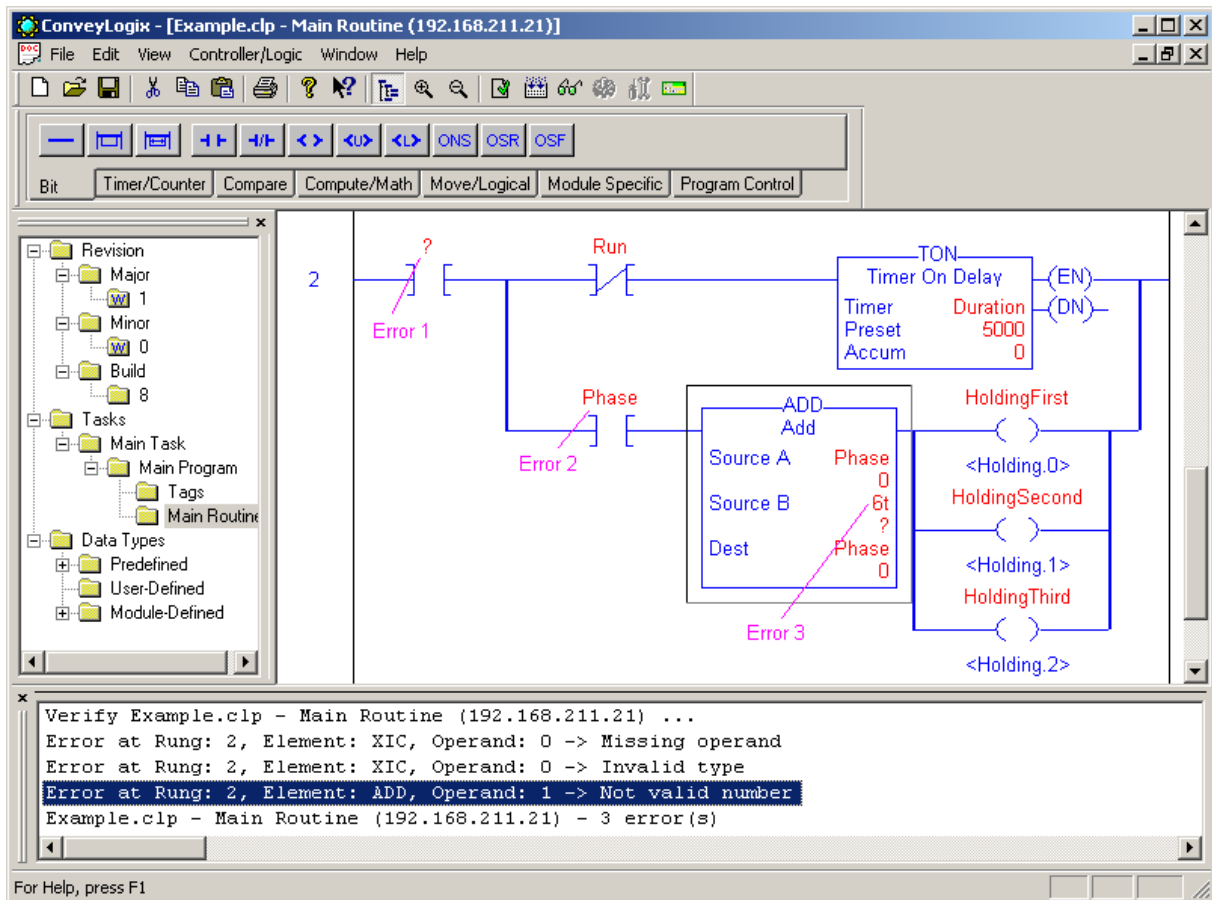 ConveyLogix - [Example.clp - Main Routine (192.168.211.21)]
DOC
File Edit View Controller/Logic Window Help
<U> <L> ONS OSR OSF
Bit Timer/Counter Compare Compute/Math Move/Logical Module Specific Program Control
Revision
Major
W 1
Minor
W 0
Build
8
Tasks
Main Task
Main Program
Tags
Main Routine
Data Types
Predefined
User-Defined
Module-Defined
2
?
Error 1
Run
TON
Timer On Delay
(EN)
Timer Duration
(DN)
Preset 5000
Accum 0
Phase
Error 2
ADD
Add
Source A Phase
0
Source B 6t
?
Dest Phase
0
Error 3
HoldingFirst
<Holding.0>
HoldingSecond
<Holding.1>
HoldingThird
<Holding.2>
Verify Example.clp - Main Routine (192.168.211.21) ...
Error at Rung: 2, Element: XIC, Operand: 0 -> Missing operand
Error at Rung: 2, Element: XIC, Operand: 0 -> Invalid type
Error at Rung: 2, Element: ADD, Operand: 1 -> Not valid number
Example.clp - Main Routine (192.168.211.21) - 3 error(s)
For Help, press F1